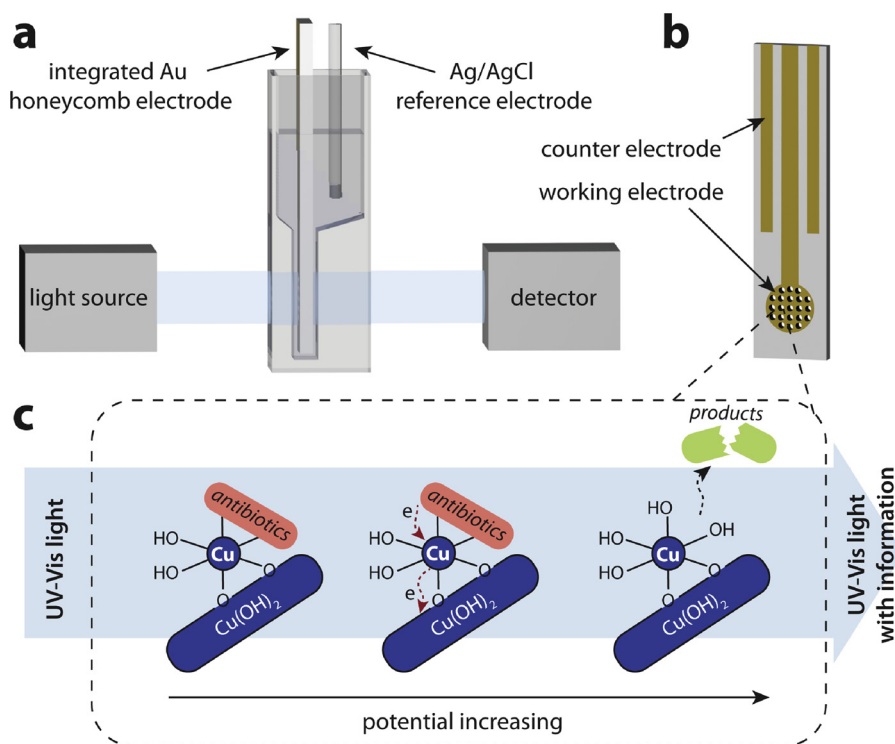 a
integrated Au
honeycomb electrode
Ag/AgCl
reference electrode
light source
detector
b
counter electrode
working electrode
c
products
UV-Vis light
antibiotics
HO
Cu
HO
O
O
Cu(OH)2
antibiotics
e
HO
Cu
HO
O
e
O
Cu(OH)2
HO
OH
HO
Cu
HO
O
O
Cu(OH)2
UV-Vis light
with information
potential increasing